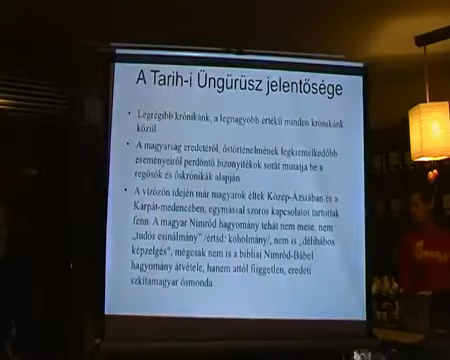 A Tarih-i Üngürüsz jelentősége
• Legrégibb krónikánk, a legnagyobb értékű minden krónikánk
közül
• A magyarság eredetéről, őstörténelmének legkiemelkedőbb
eseményeiről perdöntő bizonyítékok sorát mutatja be a
regősök és őskrónikák alapján
• A vízözön idején már magyarok éltek Közép-Ázsiában és a
Kárpát-medencében, egymással szoros kapcsolatot tartottak
fenn. A magyar Nimród hagyomány tehát nem mese, nem
„tudós csinálmány” /értsd: koholmány/, nem is „délibábos
képzelgés”, mégcsak nem is a bibliai Nimród-Bábel
hagyomány átvétele, hanem attól független, eredeti
szkítamagyar ősmonda